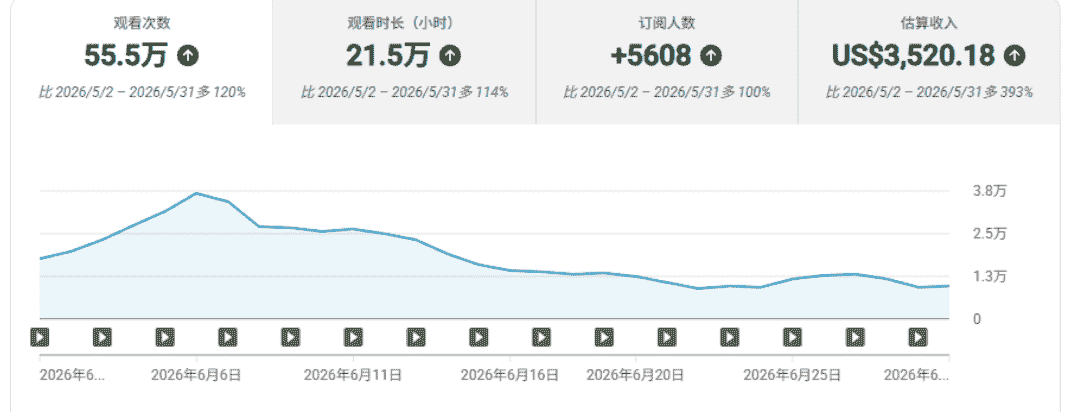 观看次数
55.5万
比 2026/5/2 – 2026/5/31 多 120%
观看时长（小时）
21.5万
比 2026/5/2 – 2026/5/31 多 114%
订阅人数
+5608
比 2026/5/2 – 2026/5/31 多 100%
估算收入
US$3,520.18
比 2026/5/2 – 2026/5/31 多 393%
3.8万
2.5万
1.3万
0
2026年6...
2026年6月6日
2026年6月11日
2026年6月16日
2026年6月20日
2026年6月25日
2026年6...